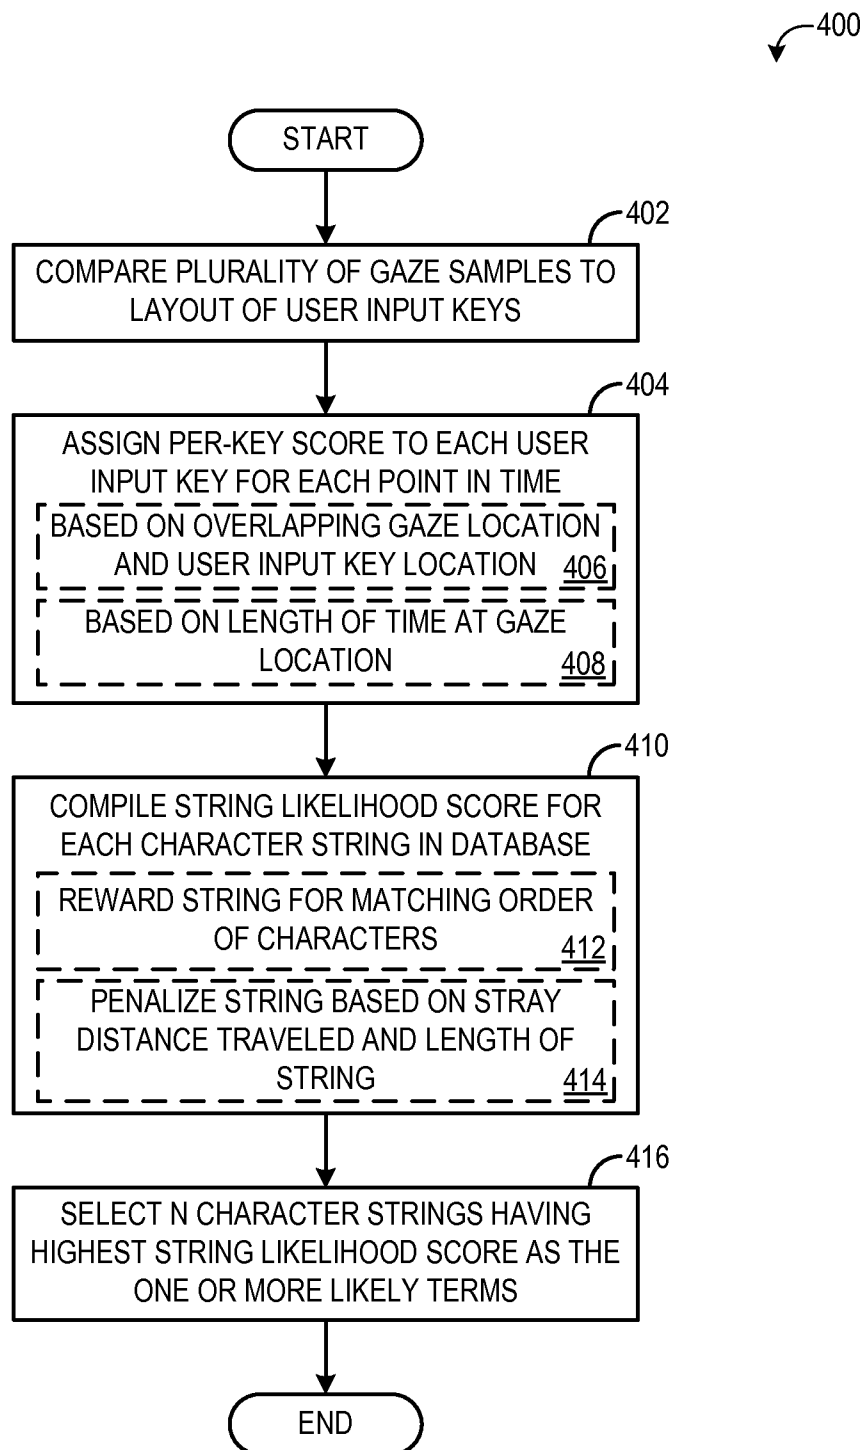 400
START
402
COMPARE PLURALITY OF GAZE SAMPLES TO
LAYOUT OF USER INPUT KEYS
404
ASSIGN PER-KEY SCORE TO EACH USER
INPUT KEY FOR EACH POINT IN TIME
BASED ON OVERLAPPING GAZE LOCATION
AND USER INPUT KEY LOCATION 406
BASED ON LENGTH OF TIME AT GAZE
LOCATION 408
410
COMPILE STRING LIKELIHOOD SCORE FOR
EACH CHARACTER STRING IN DATABASE
REWARD STRING FOR MATCHING ORDER
OF CHARACTERS 412
PENALIZE STRING BASED ON STRAY
DISTANCE TRAVELED AND LENGTH OF
STRING 414
416
SELECT N CHARACTER STRINGS HAVING
HIGHEST STRING LIKELIHOOD SCORE AS THE
ONE OR MORE LIKELY TERMS
END